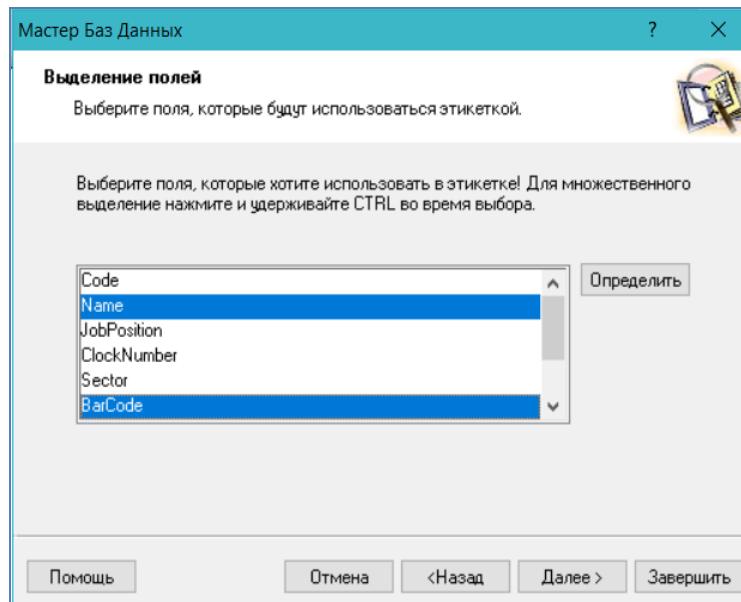 Мастер Баз Данных ?
Выделение полей
Выберите поля, которые будут использоваться этикеткой.
Выберите поля, которые хотите использовать в этикетке! Для множественного
выделение нажмите и удерживайте CTRL во время выбора.
Code
Определить
Name
JobPosition
ClockNumber
Sector
BarCode
Помощь Отмена <Назад Далее > Завершить